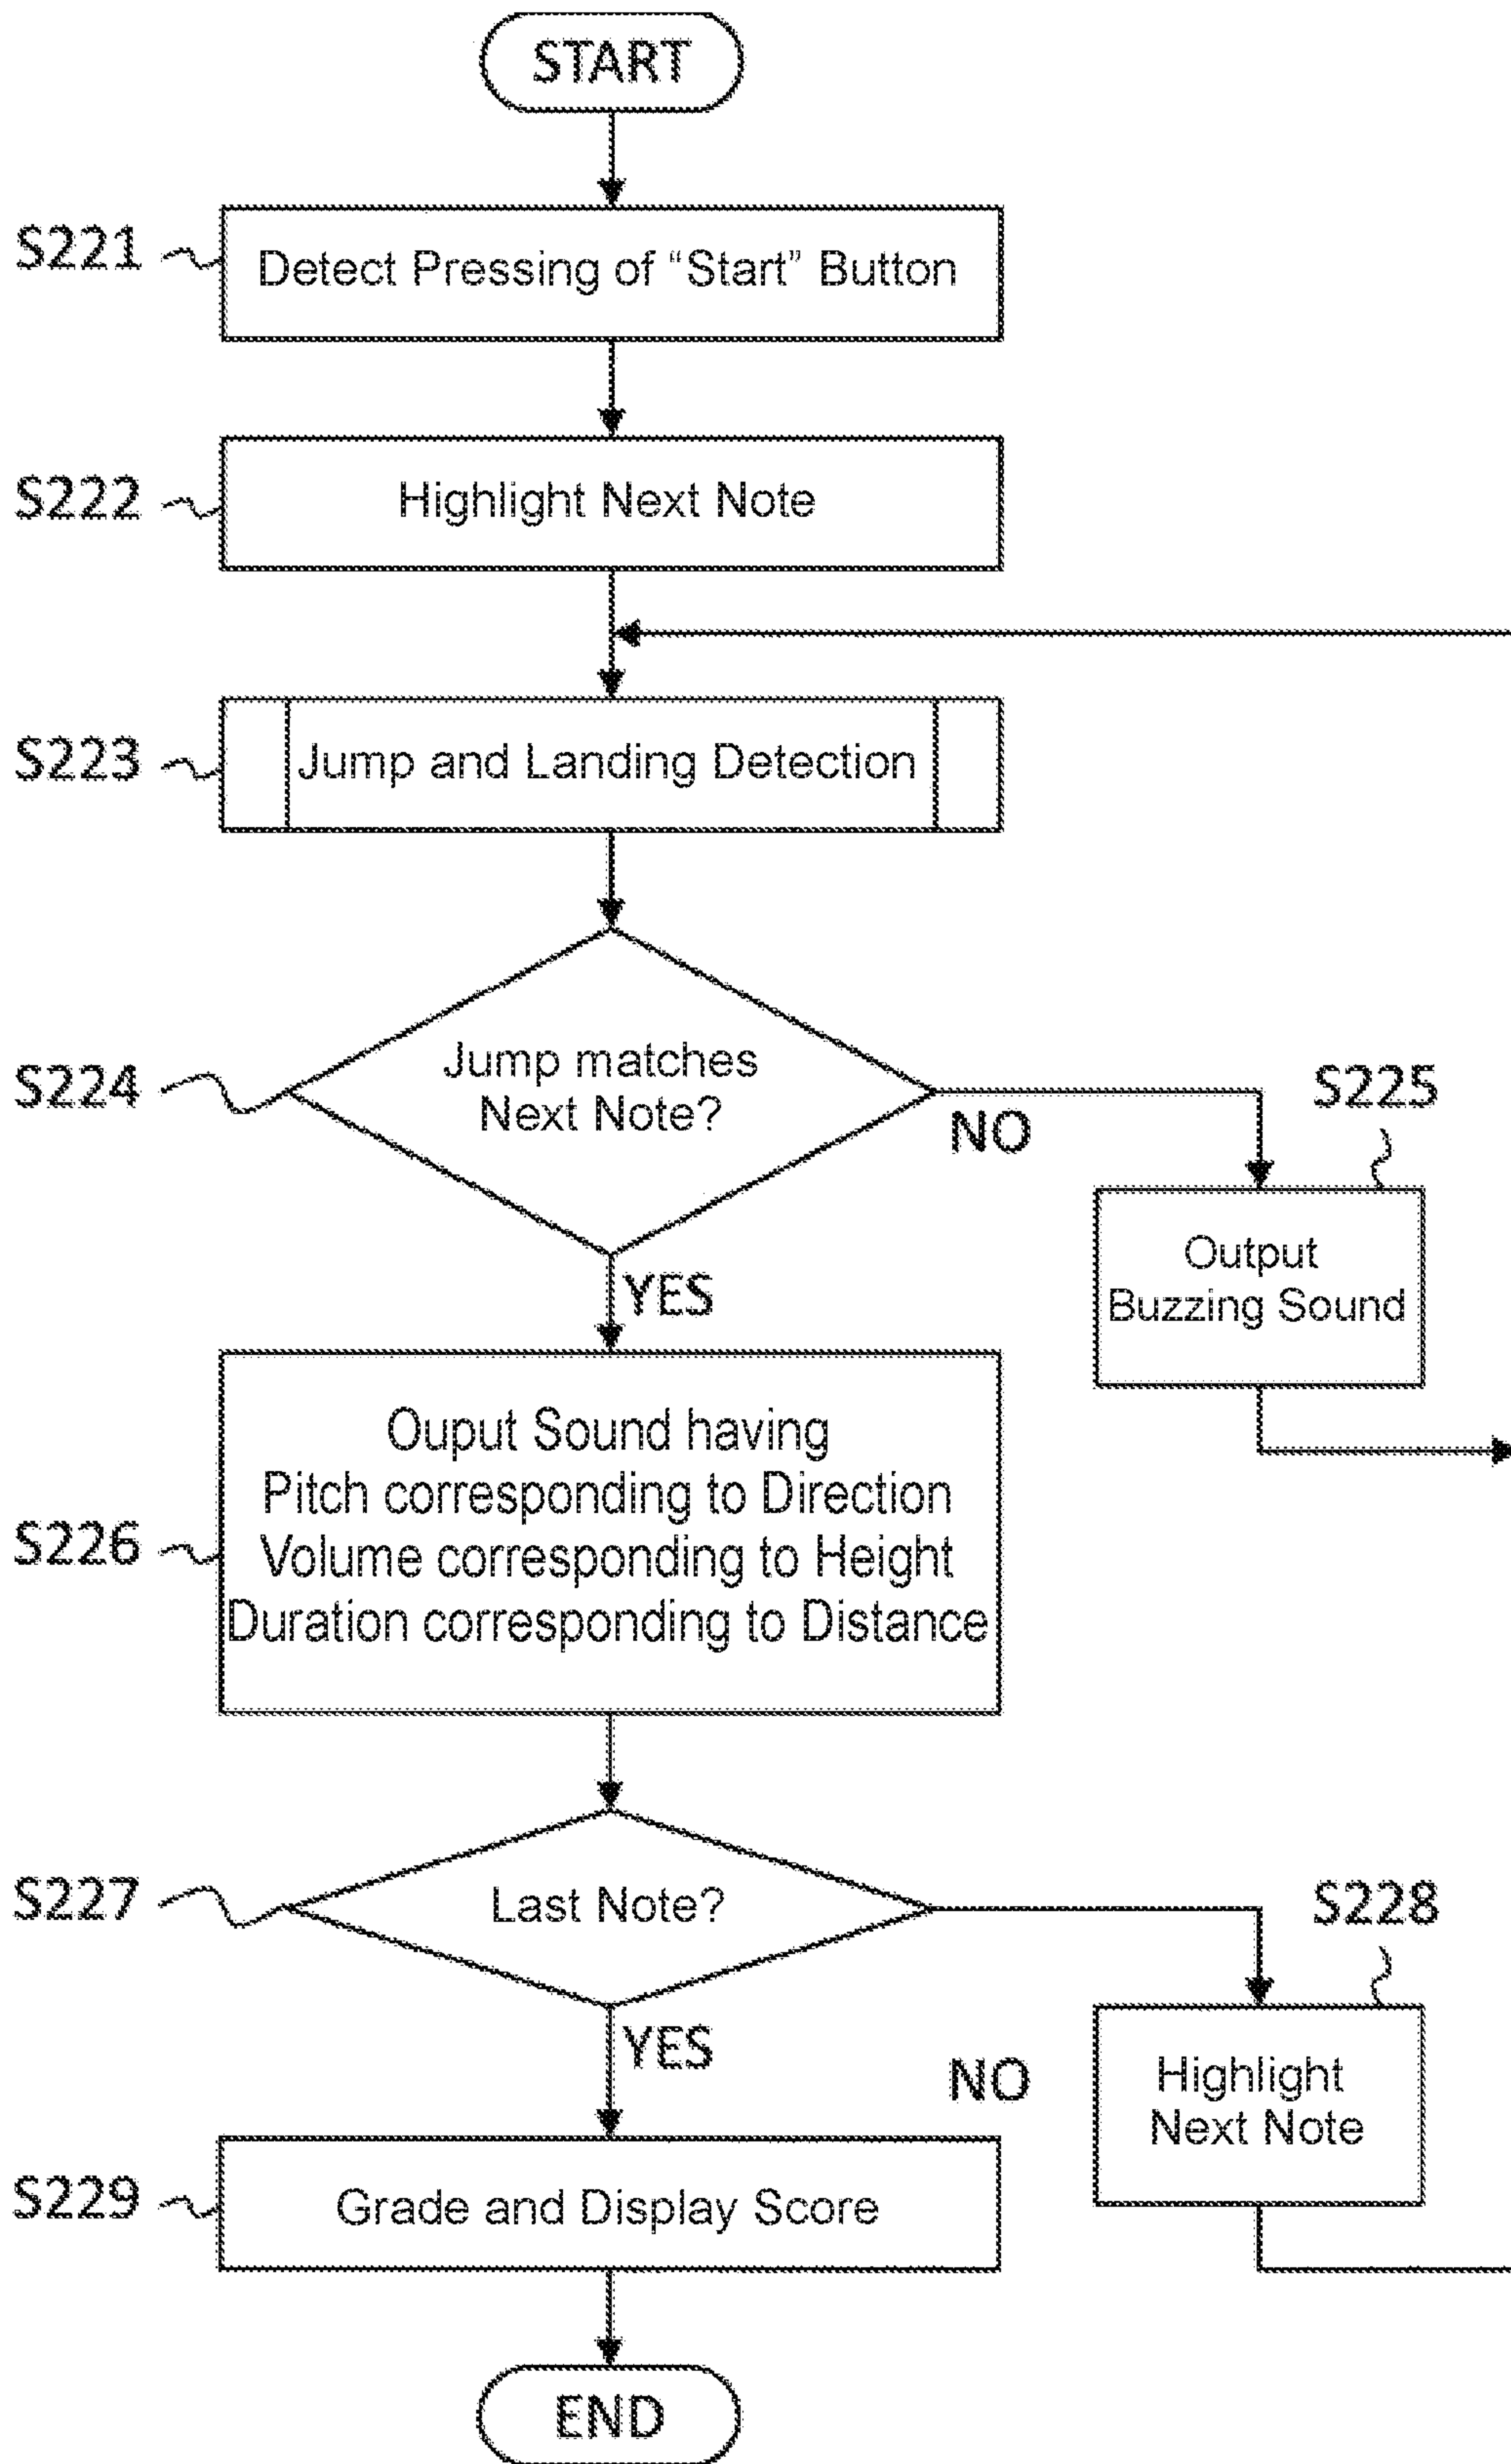 START
S221
Detect Pressing of “Start” Button
S222
Highlight Next Note
S223
Jump and Landing Detection
S224
Jump matches
Next Note?
NO
S225
Output
Buzzing Sound
YES
S226
Ouput Sound having
Pitch corresponding to Direction
Volume corresponding to Height
Duration corresponding to Distance
S227
Last Note?
NO
S228
Highlight
Next Note
YES
S229
Grade and Display Score
END